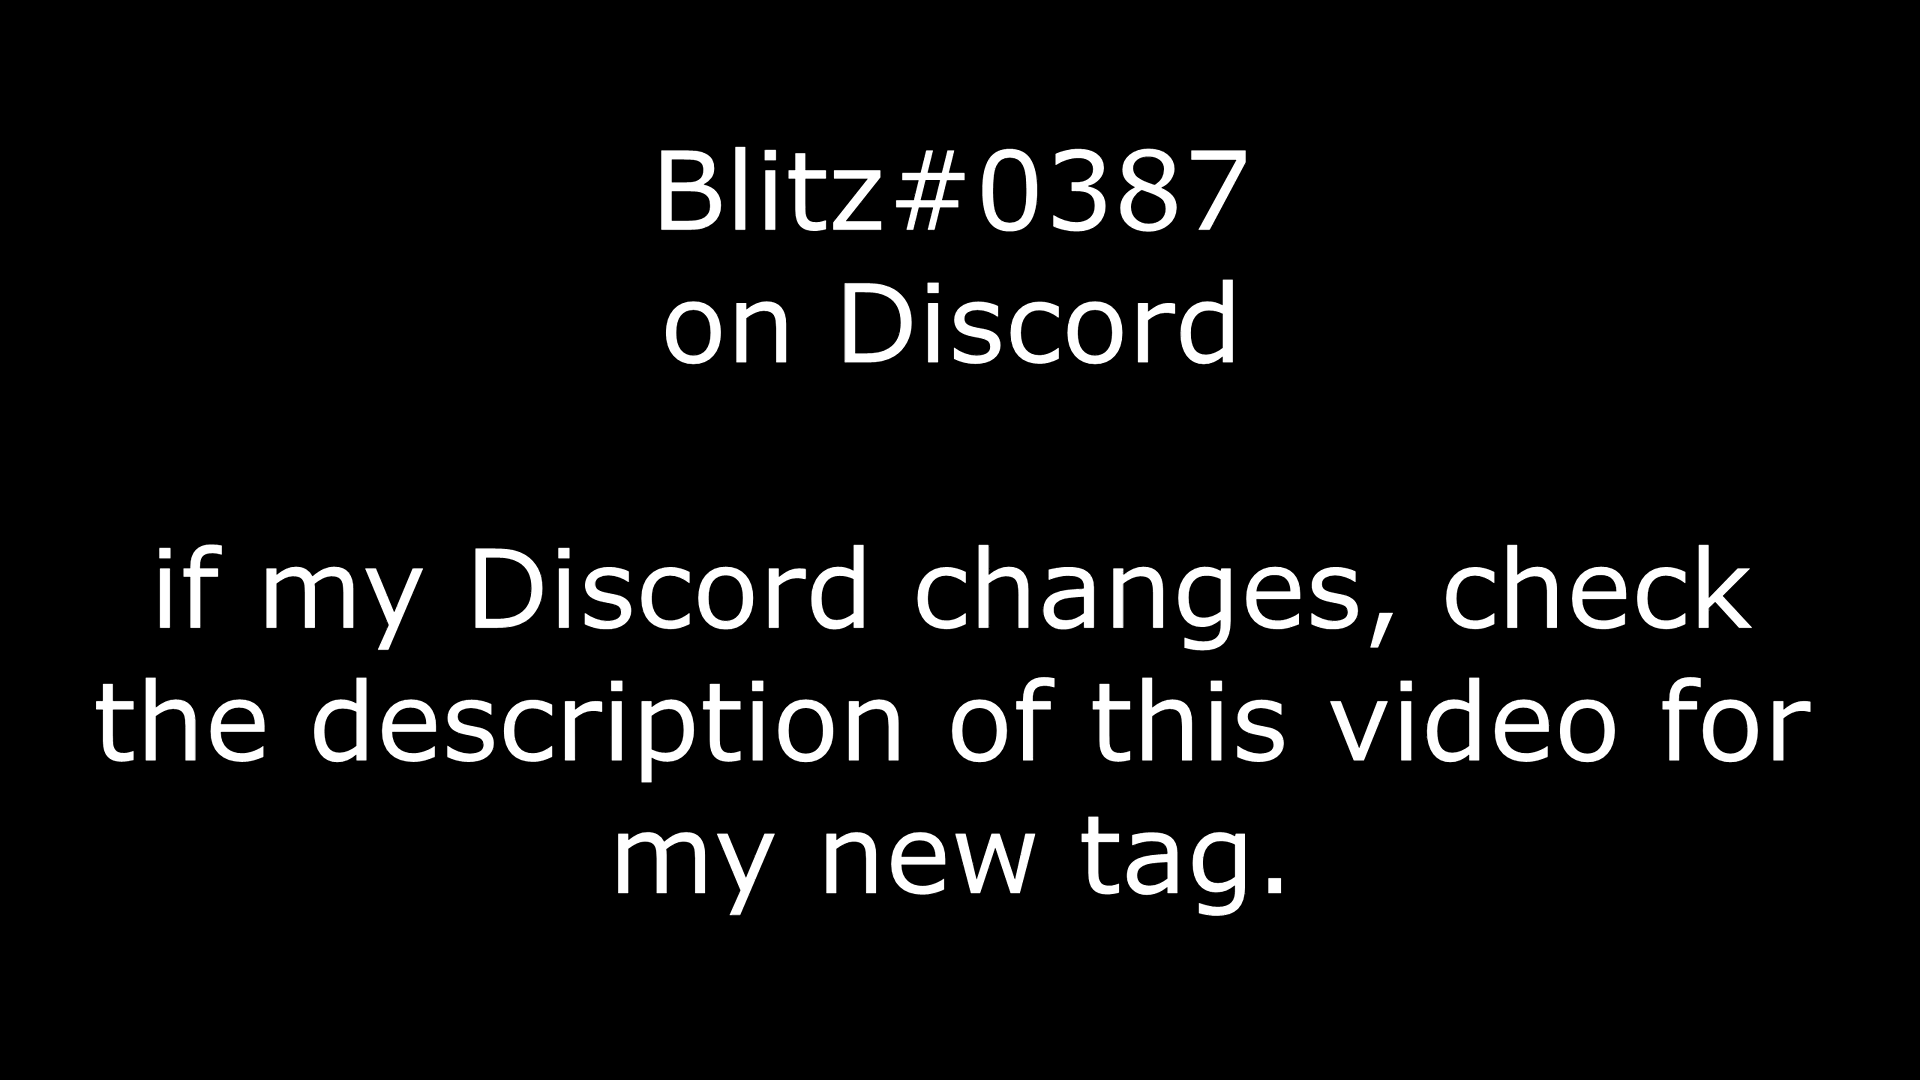 Blitz#0387
on Discord
if my Discord changes, check
the description of this video for
my new tag.